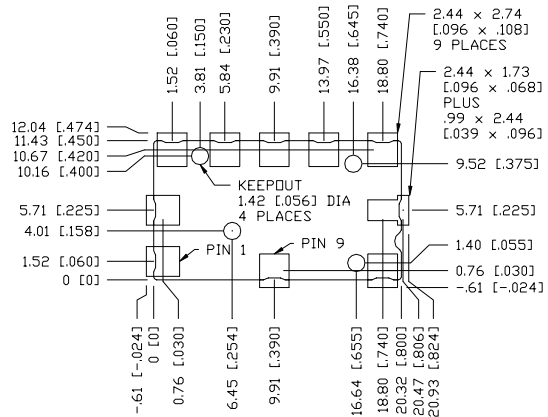 1.52 [.060]
3.81 [.150]
5.84 [.230]
9.91 [.390]
13.97 [.550]
16.38 [.645]
18.80 [.740]
2.44 x 2.74
[.096 x .108]
9 PLACES
2.44 x 1.73
[.096 x .068]
PLUS
.99 x 2.44
[.039 x .096]
12.04 [.474]
11.43 [.450]
10.67 [.420]
10.16 [.400]
9.52 [.375]
KEEPOUT
1.42 [.056] DIA
4 PLACES
5.71 [.225]
5.71 [.225]
4.01 [.158]
PIN 1
PIN 9
1.40 [.055]
1.52 [.060]
0.76 [.030]
0 [0]
-.61 [-.024]
-.61 [-.024]
0 [0]
0.76 [.030]
6.45 [.254]
9.91 [.390]
16.64 [.655]
18.80 [.740]
20.32 [.800]
20.47 [.806]
20.93 [.824]